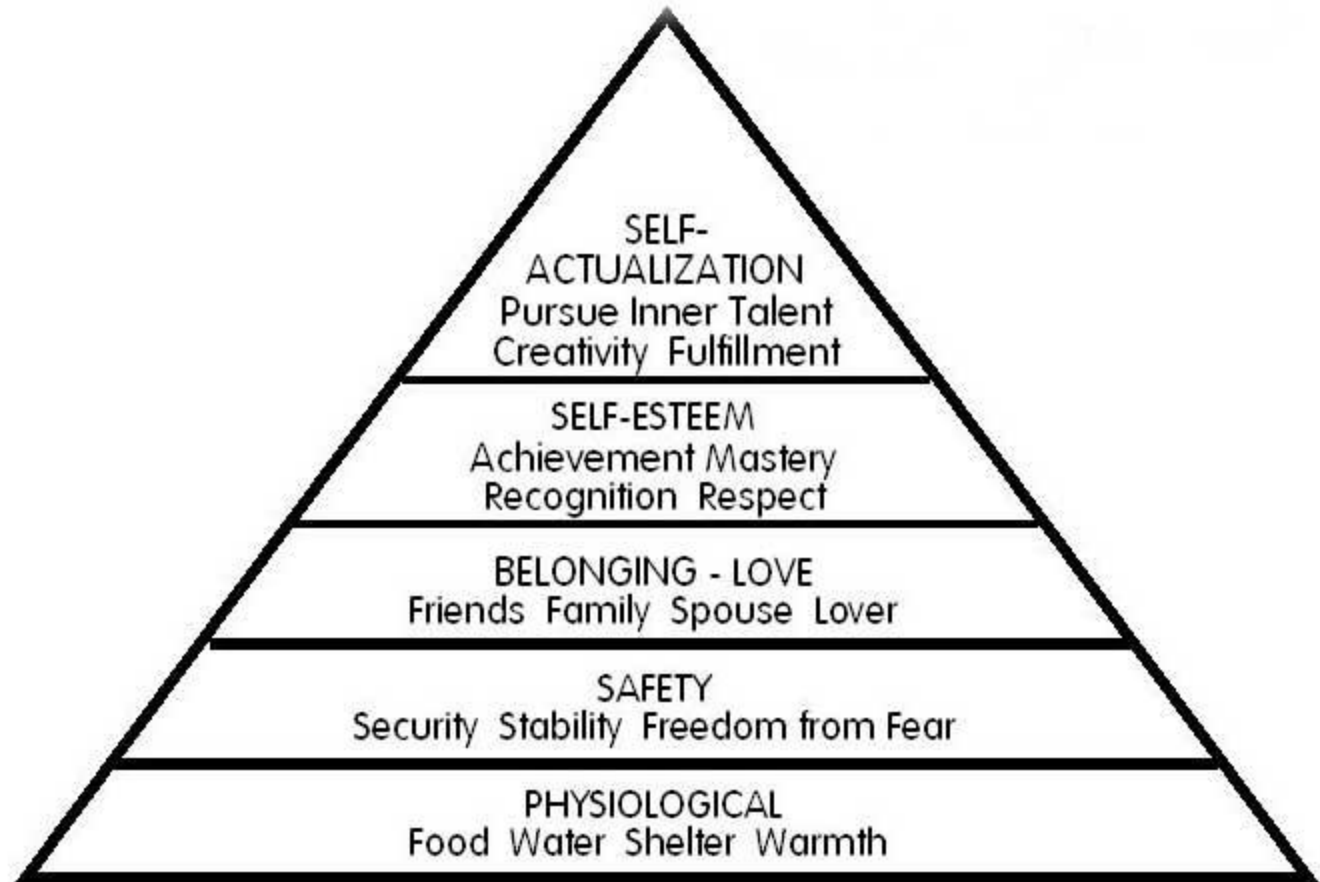 SELF-
ACTUALIZATION
Pursue Inner Talent
Creativity Fulfillment
SELF-ESTEEM
Achievement Mastery
Recognition Respect
BELONGING - LOVE
Friends Family Spouse Lover
SAFETY
Security Stability Freedom from Fear
PHYSIOLOGICAL
Food Water Shelter Warmth